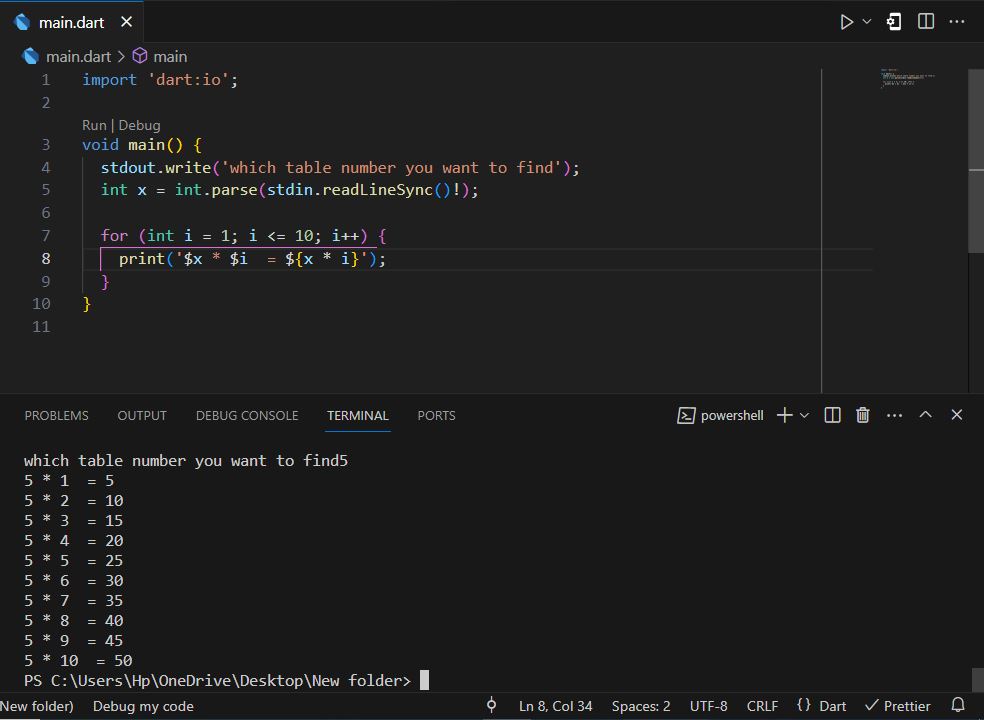 main.dart
main.dart > main
1 import 'dart:io';
2
Run | Debug
3 void main() {
4 stdout.write('which table number you want to find');
5 int x = int.parse(stdin.readLineSync()!);
6
7 for (int i = 1; i <= 10; i++) {
8 print('$x * $i  = ${x * i}');
9 }
10 }
11
PROBLEMS OUTPUT DEBUG CONSOLE TERMINAL PORTS powershell
which table number you want to find5
5 * 1  = 5
5 * 2  = 10
5 * 3  = 15
5 * 4  = 20
5 * 5  = 25
5 * 6  = 30
5 * 7  = 35
5 * 8  = 40
5 * 9  = 45
5 * 10  = 50
PS C:\Users\Hp\OneDrive\Desktop\New folder>
New folder) Debug my code Ln 8, Col 34 Spaces: 2 UTF-8 CRLF {} Dart ✓ Prettier